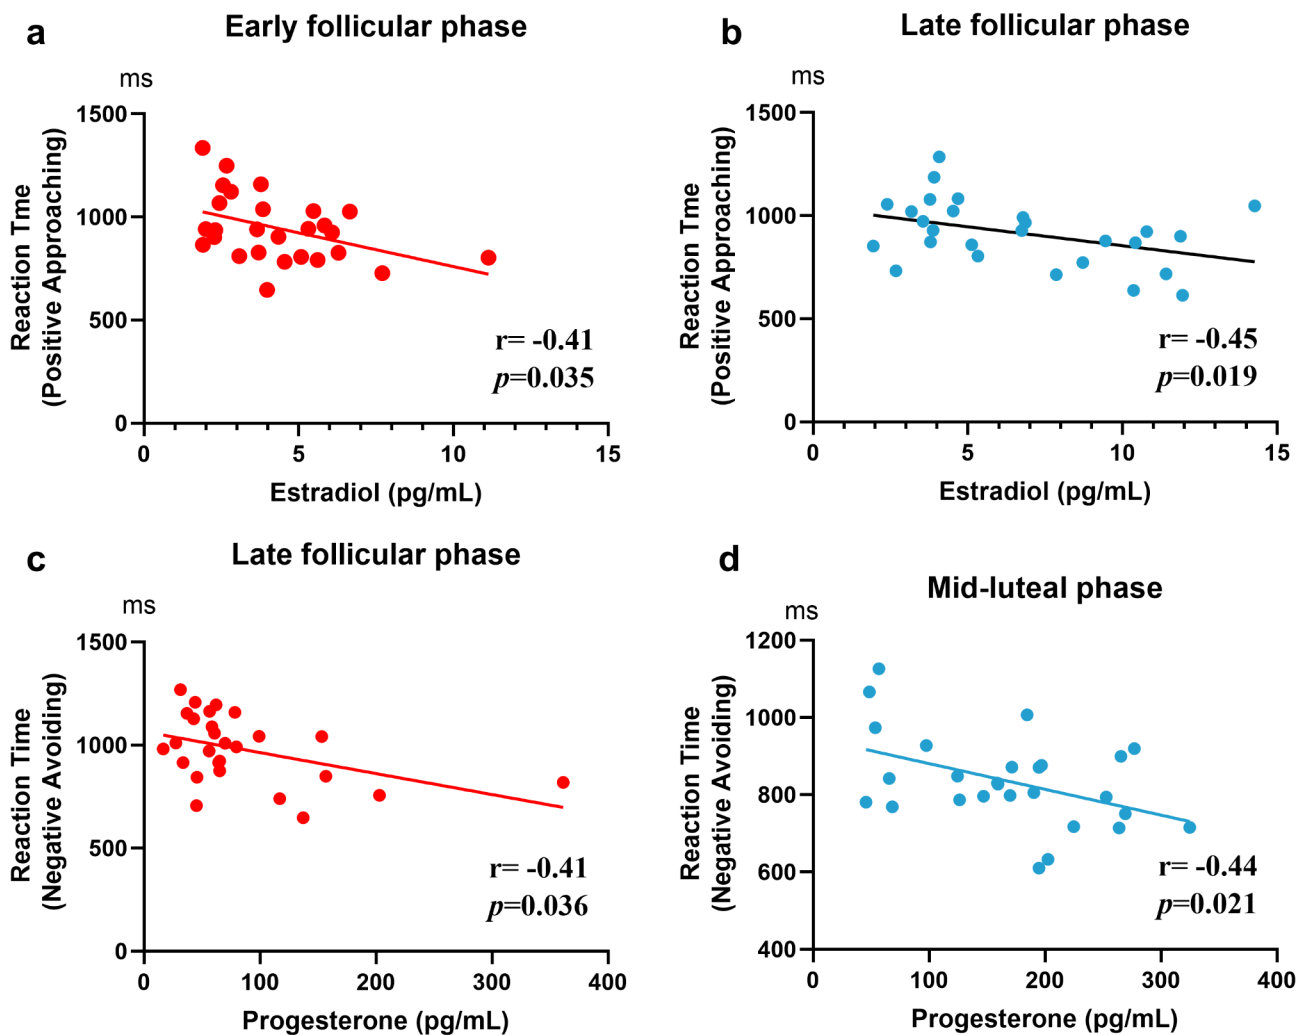 a
Early follicular phase
ms
Reaction Tme
(Positive Approaching)
1500
1000
500
0
0 5 10 15
Estradiol (pg/mL)
r= -0.41
p=0.035
b
Late follicular phase
ms
Reaction Tme
(Positive Approaching)
1500
1000
500
0
0 5 10 15
Estradiol (pg/mL)
r= -0.45
p=0.019
c
Late follicular phase
ms
Reaction Time
(Negative Avoiding)
1500
1000
500
0
0 100 200 300 400
Progesterone (pg/mL)
r= -0.41
p=0.036
d
Mid-luteal phase
ms
Reaction Time
(Negative Avoiding)
1200
1000
800
600
400
0 100 200 300 400
Progesterone (pg/mL)
r= -0.44
p=0.021